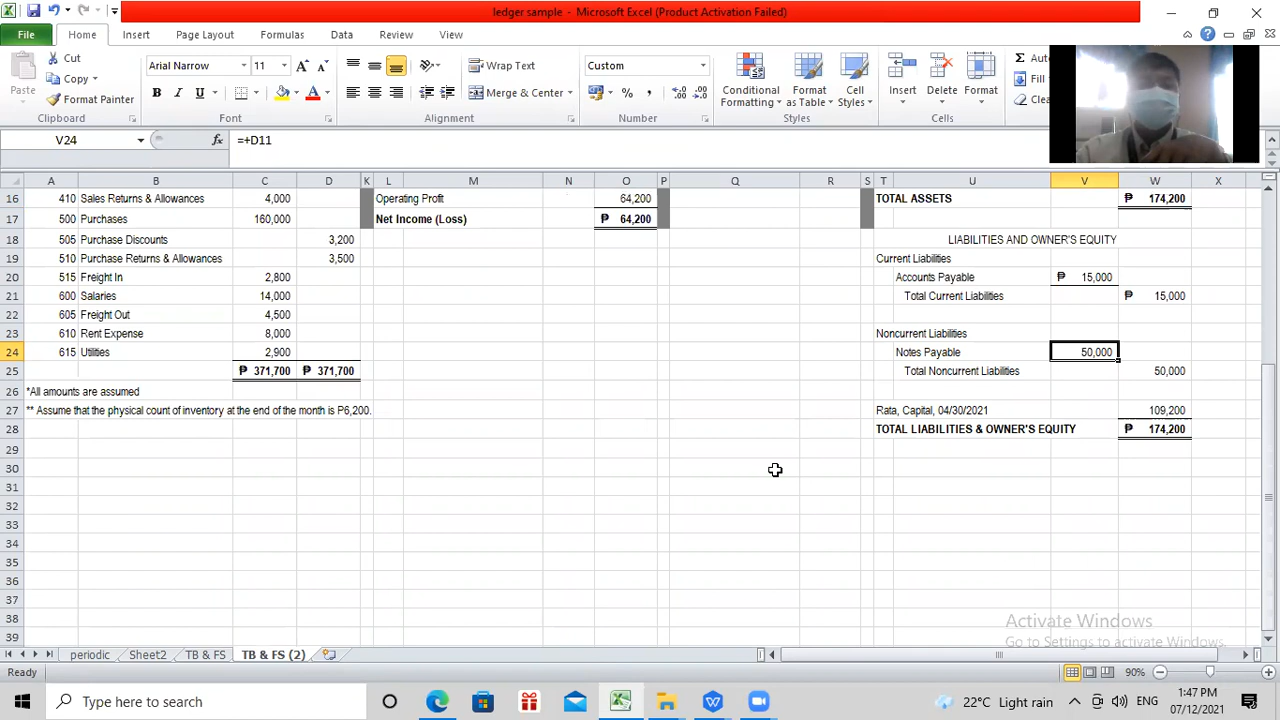 ledger sample - Microsoft Excel (Product Activation Failed)
File Home Insert Page Layout Formulas Data Review View
Paste Cut Copy Format Painter
Arial Narrow 11
B I U
Wrap Text
Merge & Center
Custom
% ,
Conditional Formatting
Format as Table
Cell Styles
Insert Delete Format
Σ Fill
Clipboard Font Alignment Number Styles Cells
V24 fx =+D11
A B C D K L M N O P Q R S T U V W X
16 410 Sales Returns & Allowances 4,000 Operating Profit 64,200 TOTAL ASSETS ₱ 174,200
17 500 Purchases 160,000 Net Income (Loss) ₱ 64,200
18 505 Purchase Discounts 3,200 LIABILITIES AND OWNER'S EQUITY
19 510 Purchase Returns & Allowances 3,500 Current Liabilities
20 515 Freight In 2,800 Accounts Payable ₱ 15,000
21 600 Salaries 14,000 Total Current Liabilities ₱ 15,000
22 605 Freight Out 4,500
23 610 Rent Expense 8,000 Noncurrent Liabilities
24 615 Utilities 2,900 Notes Payable 50,000
25 ₱ 371,700 ₱ 371,700 Total Noncurrent Liabilities 50,000
26 *All amounts are assumed
27 ** Assume that the physical count of inventory at the end of the month is P6,200. Rata, Capital, 04/30/2021 109,200
28 TOTAL LIABILITIES & OWNER'S EQUITY ₱ 174,200
29
30
31
32
33
34
35
36
37
38
39
Activate Windows
Go to Settings to activate Windows.
periodic Sheet2 TB & FS TB & FS (2)
Ready 90%
Type here to search
22°C Light rain ENG
1:47 PM
07/12/2021